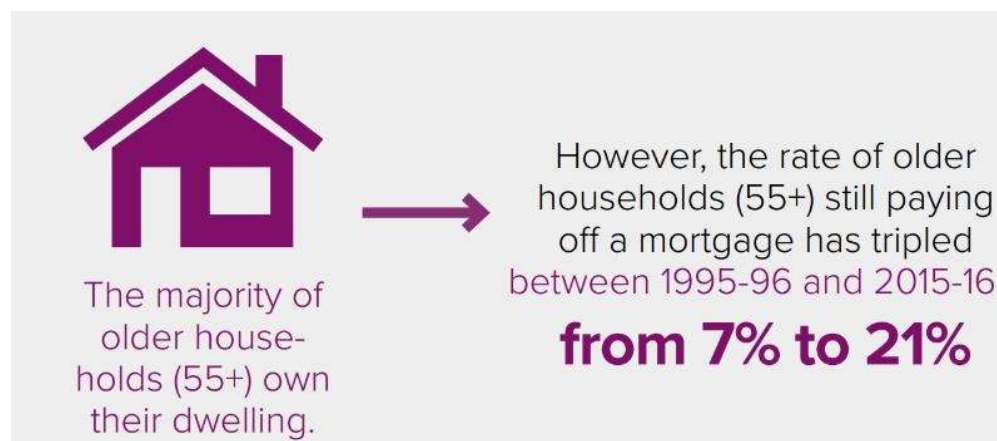 The majority of
older house-
holds (55+) own
their dwelling.
However, the rate of older
households (55+) still paying
off a mortgage has tripled
between 1995-96 and 2015-16
from 7% to 21%